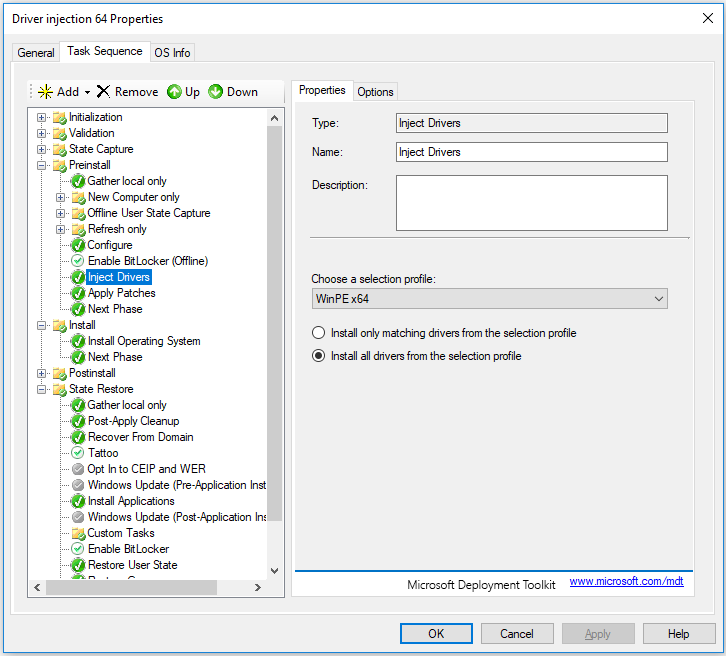 Driver injection 64 Properties
General
Task Sequence
OS Info
Add
Remove
Up
Down
Initialization
Validation
State Capture
Preinstall
Gather local only
New Computer only
Offline User State Capture
Refresh only
Configure
Enable BitLocker (Offline)
Inject Drivers
Apply Patches
Next Phase
Install
Install Operating System
Next Phase
Postinstall
State Restore
Gather local only
Post-Apply Cleanup
Recover From Domain
Tattoo
Opt In to CEIP and WER
Windows Update (Pre-Application Inst
Install Applications
Windows Update (Post-Application Ins
Custom Tasks
Enable BitLocker
Restore User State
Properties
Options
Type:
Inject Drivers
Name:
Inject Drivers
Description:
Choose a selection profile:
WinPE x64
Install only matching drivers from the selection profile
Install all drivers from the selection profile
Microsoft Deployment Toolkit
www.microsoft.com/mdt
OK
Cancel
Apply
Help